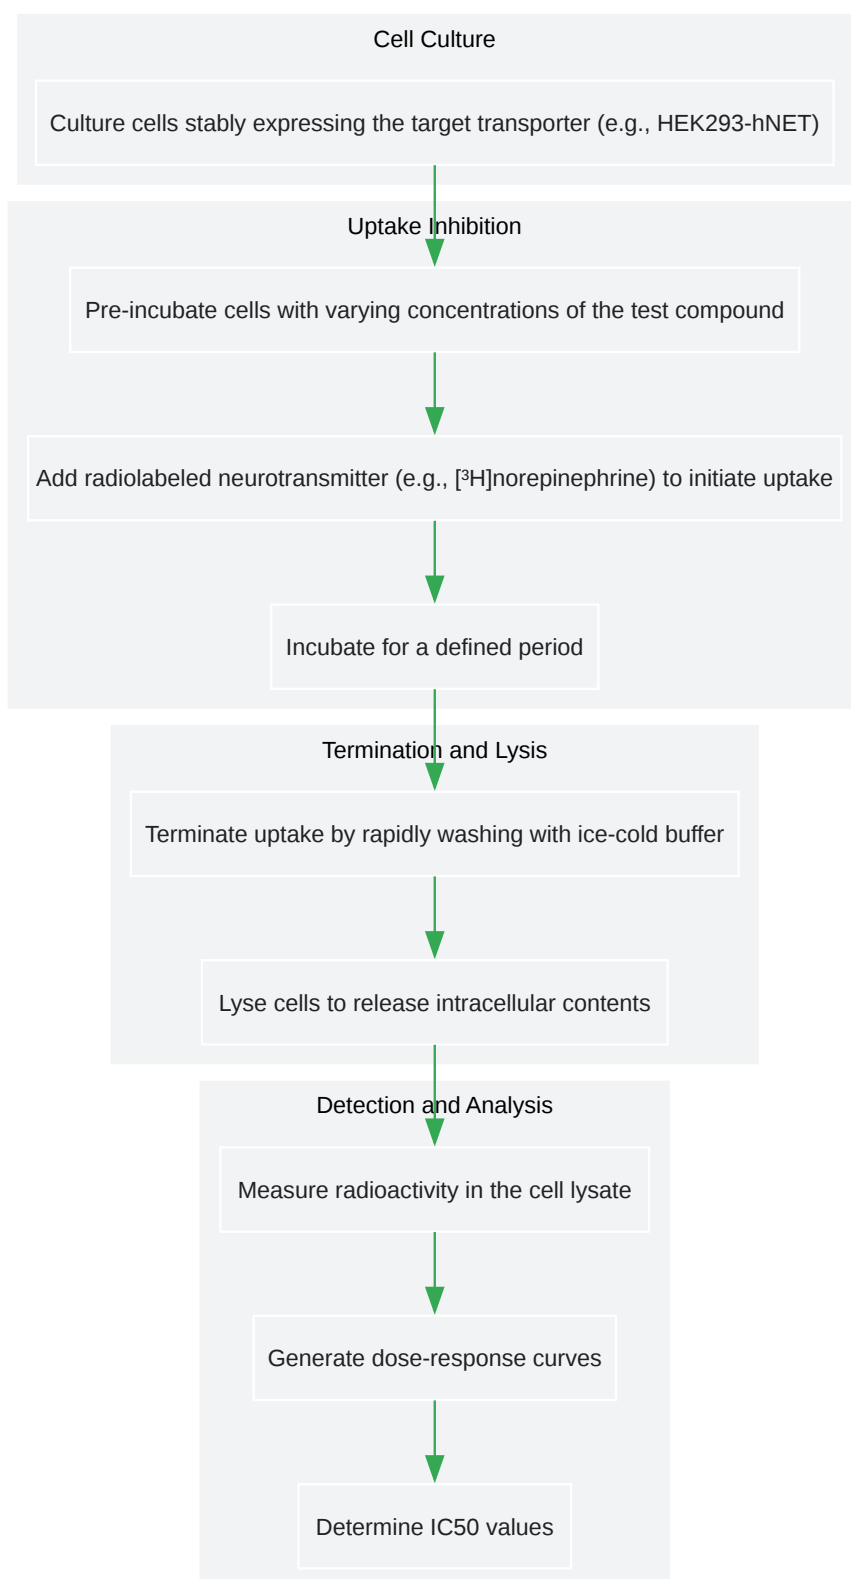 Cell Culture
Culture cells stably expressing the target transporter (e.g., HEK293-hNET)
Uptake Inhibition
Pre-incubate cells with varying concentrations of the test compound
Add radiolabeled neurotransmitter (e.g., [³H]norepinephrine) to initiate uptake
Incubate for a defined period
Termination and Lysis
Terminate uptake by rapidly washing with ice-cold buffer
Lyse cells to release intracellular contents
Detection and Analysis
Measure radioactivity in the cell lysate
Generate dose-response curves
Determine IC50 values